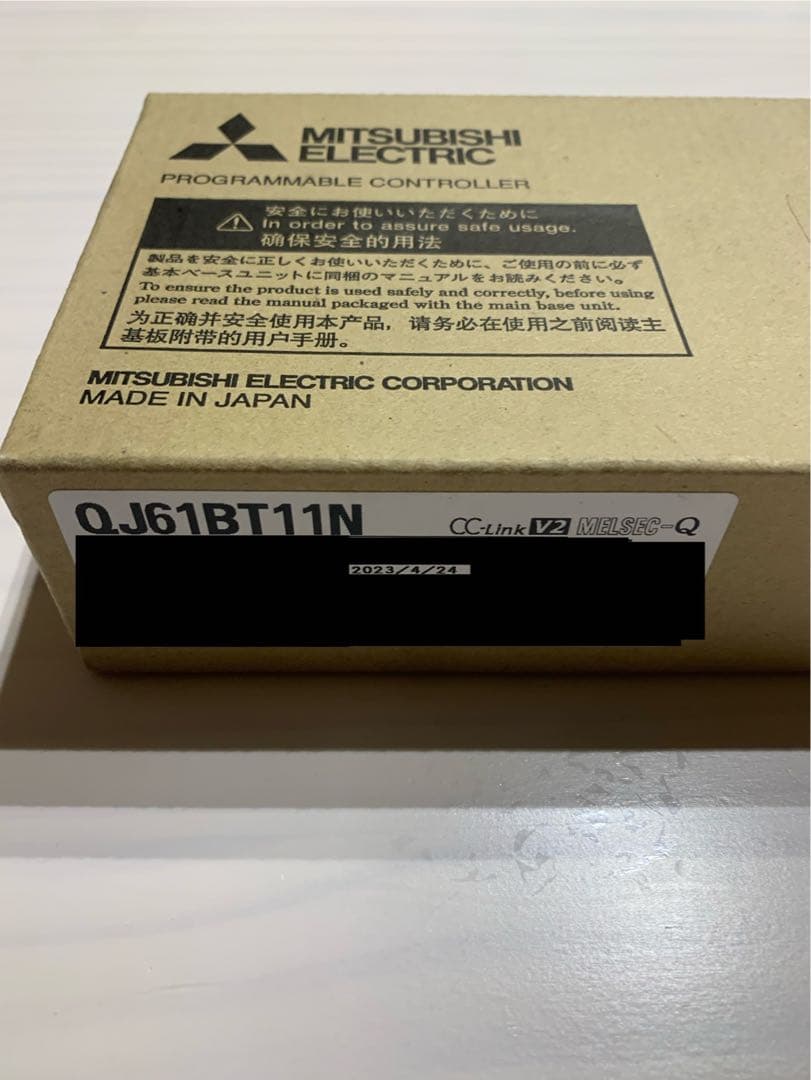 MITSUBISHI
ELECTRIC
PROGRAMMABLE CONTROLLER
安全にお使いいただくために
In order to assure safe usage.
确保安全的用法
製品を安全に正しくお使いいただくために、ご使用の前に必ず
基本ベースユニットに同梱のマニュアルをお読みください。
To ensure the product is used safely and correctly, before using
please read the manual packaged with the main base unit.
为正确并安全使用本产品，请务必在使用之前阅读主
基板附带的用户手册。
MITSUBISHI ELECTRIC CORPORATION
MADE IN JAPAN
QJ61BT11N CC-Link V2 MELSEC-Q
2023/4/24